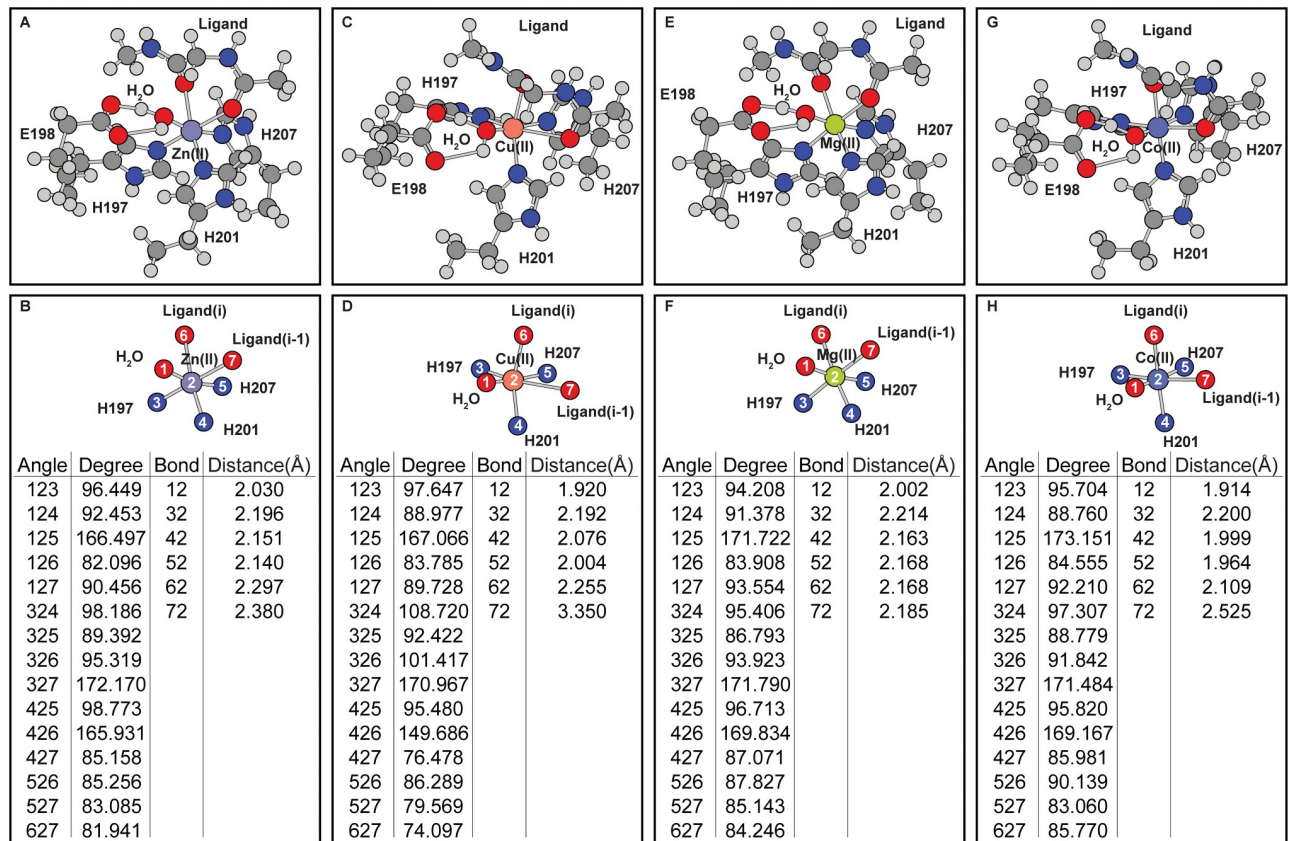 A
Ligand
H2O
E198
Zn(II)
H207
H197
H201
C
Ligand
H197
H2O
Cu(II)
E198
H207
H201
E
Ligand
H2O
E198
Mg(II)
H207
H197
H201
G
Ligand
H197
H2O
Co(II)
E198
H207
H201
B
Ligand(i)
6
Ligand(i-1)
H2O
Zn(II)
7
1
2
5
H207
H197
3
4
H201
Angle Degree Bond Distance(Å)
123 96.449 12 2.030
124 92.453 32 2.196
125 166.497 42 2.151
126 82.096 52 2.140
127 90.456 62 2.297
324 98.186 72 2.380
325 89.392
326 95.319
327 172.170
425 98.773
426 165.931
427 85.158
526 85.256
527 83.085
627 81.941
D
Ligand(i)
6
Cu(II)
H207
H197
3
5
1
2
7
H2O
Ligand(i-1)
4
H201
Angle Degree Bond Distance(Å)
123 97.647 12 1.920
124 88.977 32 2.192
125 167.066 42 2.076
126 83.785 52 2.004
127 89.728 62 2.255
324 108.720 72 3.350
325 92.422
326 101.417
327 170.967
425 95.480
426 149.686
427 76.478
526 86.289
527 79.569
627 74.097
F
Ligand(i)
6
Ligand(i-1)
7
H2O
Mg(II)
1
2
5
H207
H197
3
4
H201
Angle Degree Bond Distance(Å)
123 94.208 12 2.002
124 91.378 32 2.214
125 171.722 42 2.163
126 83.908 52 2.168
127 93.554 62 2.168
324 95.406 72 2.185
325 86.793
326 93.923
327 171.790
425 96.713
426 169.834
427 87.071
526 87.827
527 85.143
627 84.246
H
Ligand(i)
6
Co(II)
H207
H197
3
5
1
2
7
H2O
Ligand(i-1)
4
H201
Angle Degree Bond Distance(Å)
123 95.704 12 1.914
124 88.760 32 2.200
125 173.151 42 1.999
126 84.555 52 1.964
127 92.210 62 2.109
324 97.307 72 2.525
325 88.779
326 91.842
327 171.484
425 95.820
426 169.167
427 85.981
526 90.139
527 83.060
627 85.770